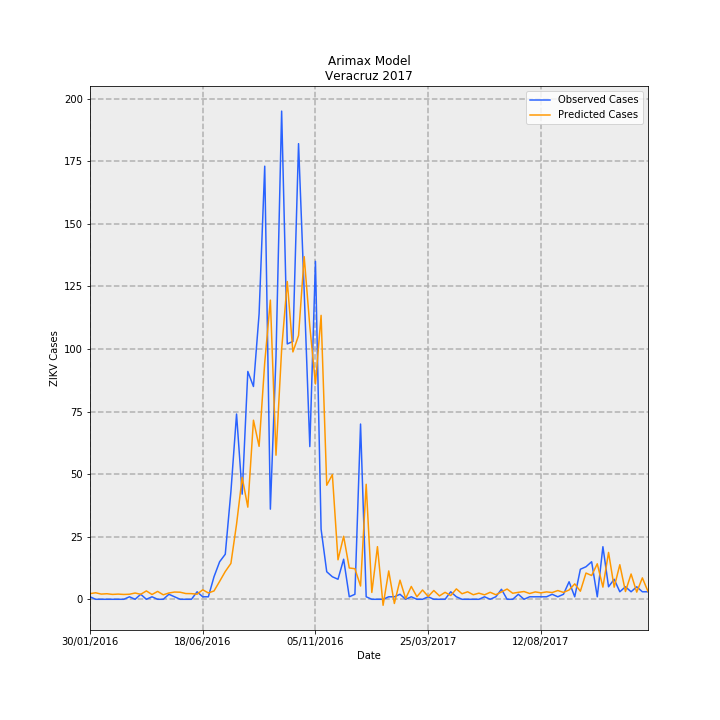 Arimax Model
Veracruz 2017
Observed Cases
Predicted Cases
200
175
150
125
100
75
50
25
0
ZIKV Cases
30/01/2016
18/06/2016
05/11/2016
25/03/2017
12/08/2017
Date